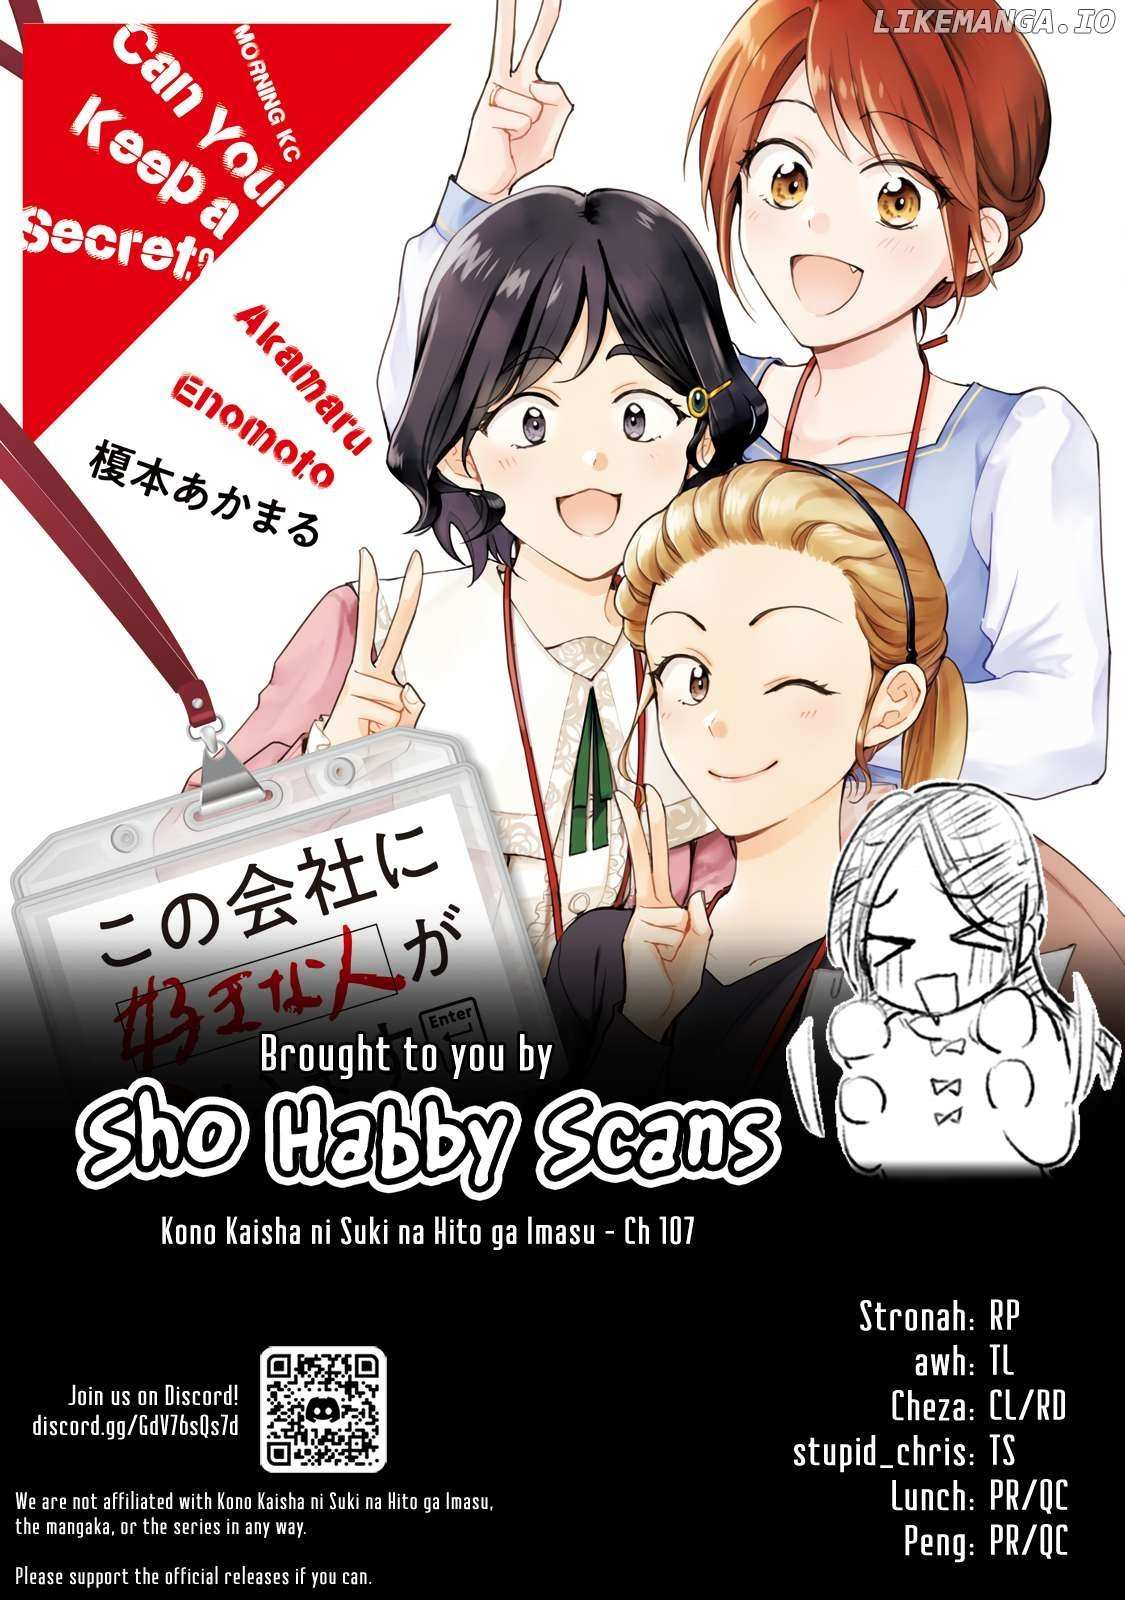 LIKEMANGA.IO
MORNING KC
Can You
Keep a
Secret?
Akamaru
Enomoto
榎本あかまる
この会社に
好きな人が
Enter
Brought to you by
Sho Habby Scans
Kono Kaisha ni Suki na Hito ga Imasu - Ch 107
Stronah: RP
awh: TL
Cheza: CL/RD
stupid_chris: TS
Lunch: PR/QC
Peng: PR/QC
Join us on Discord!
discord.gg/GdV76sQs7d
We are not affiliated with Kono Kaisha ni Suki na Hito ga Imasu,
the mangaka, or the series in any way.
Please support the official releases if you can.